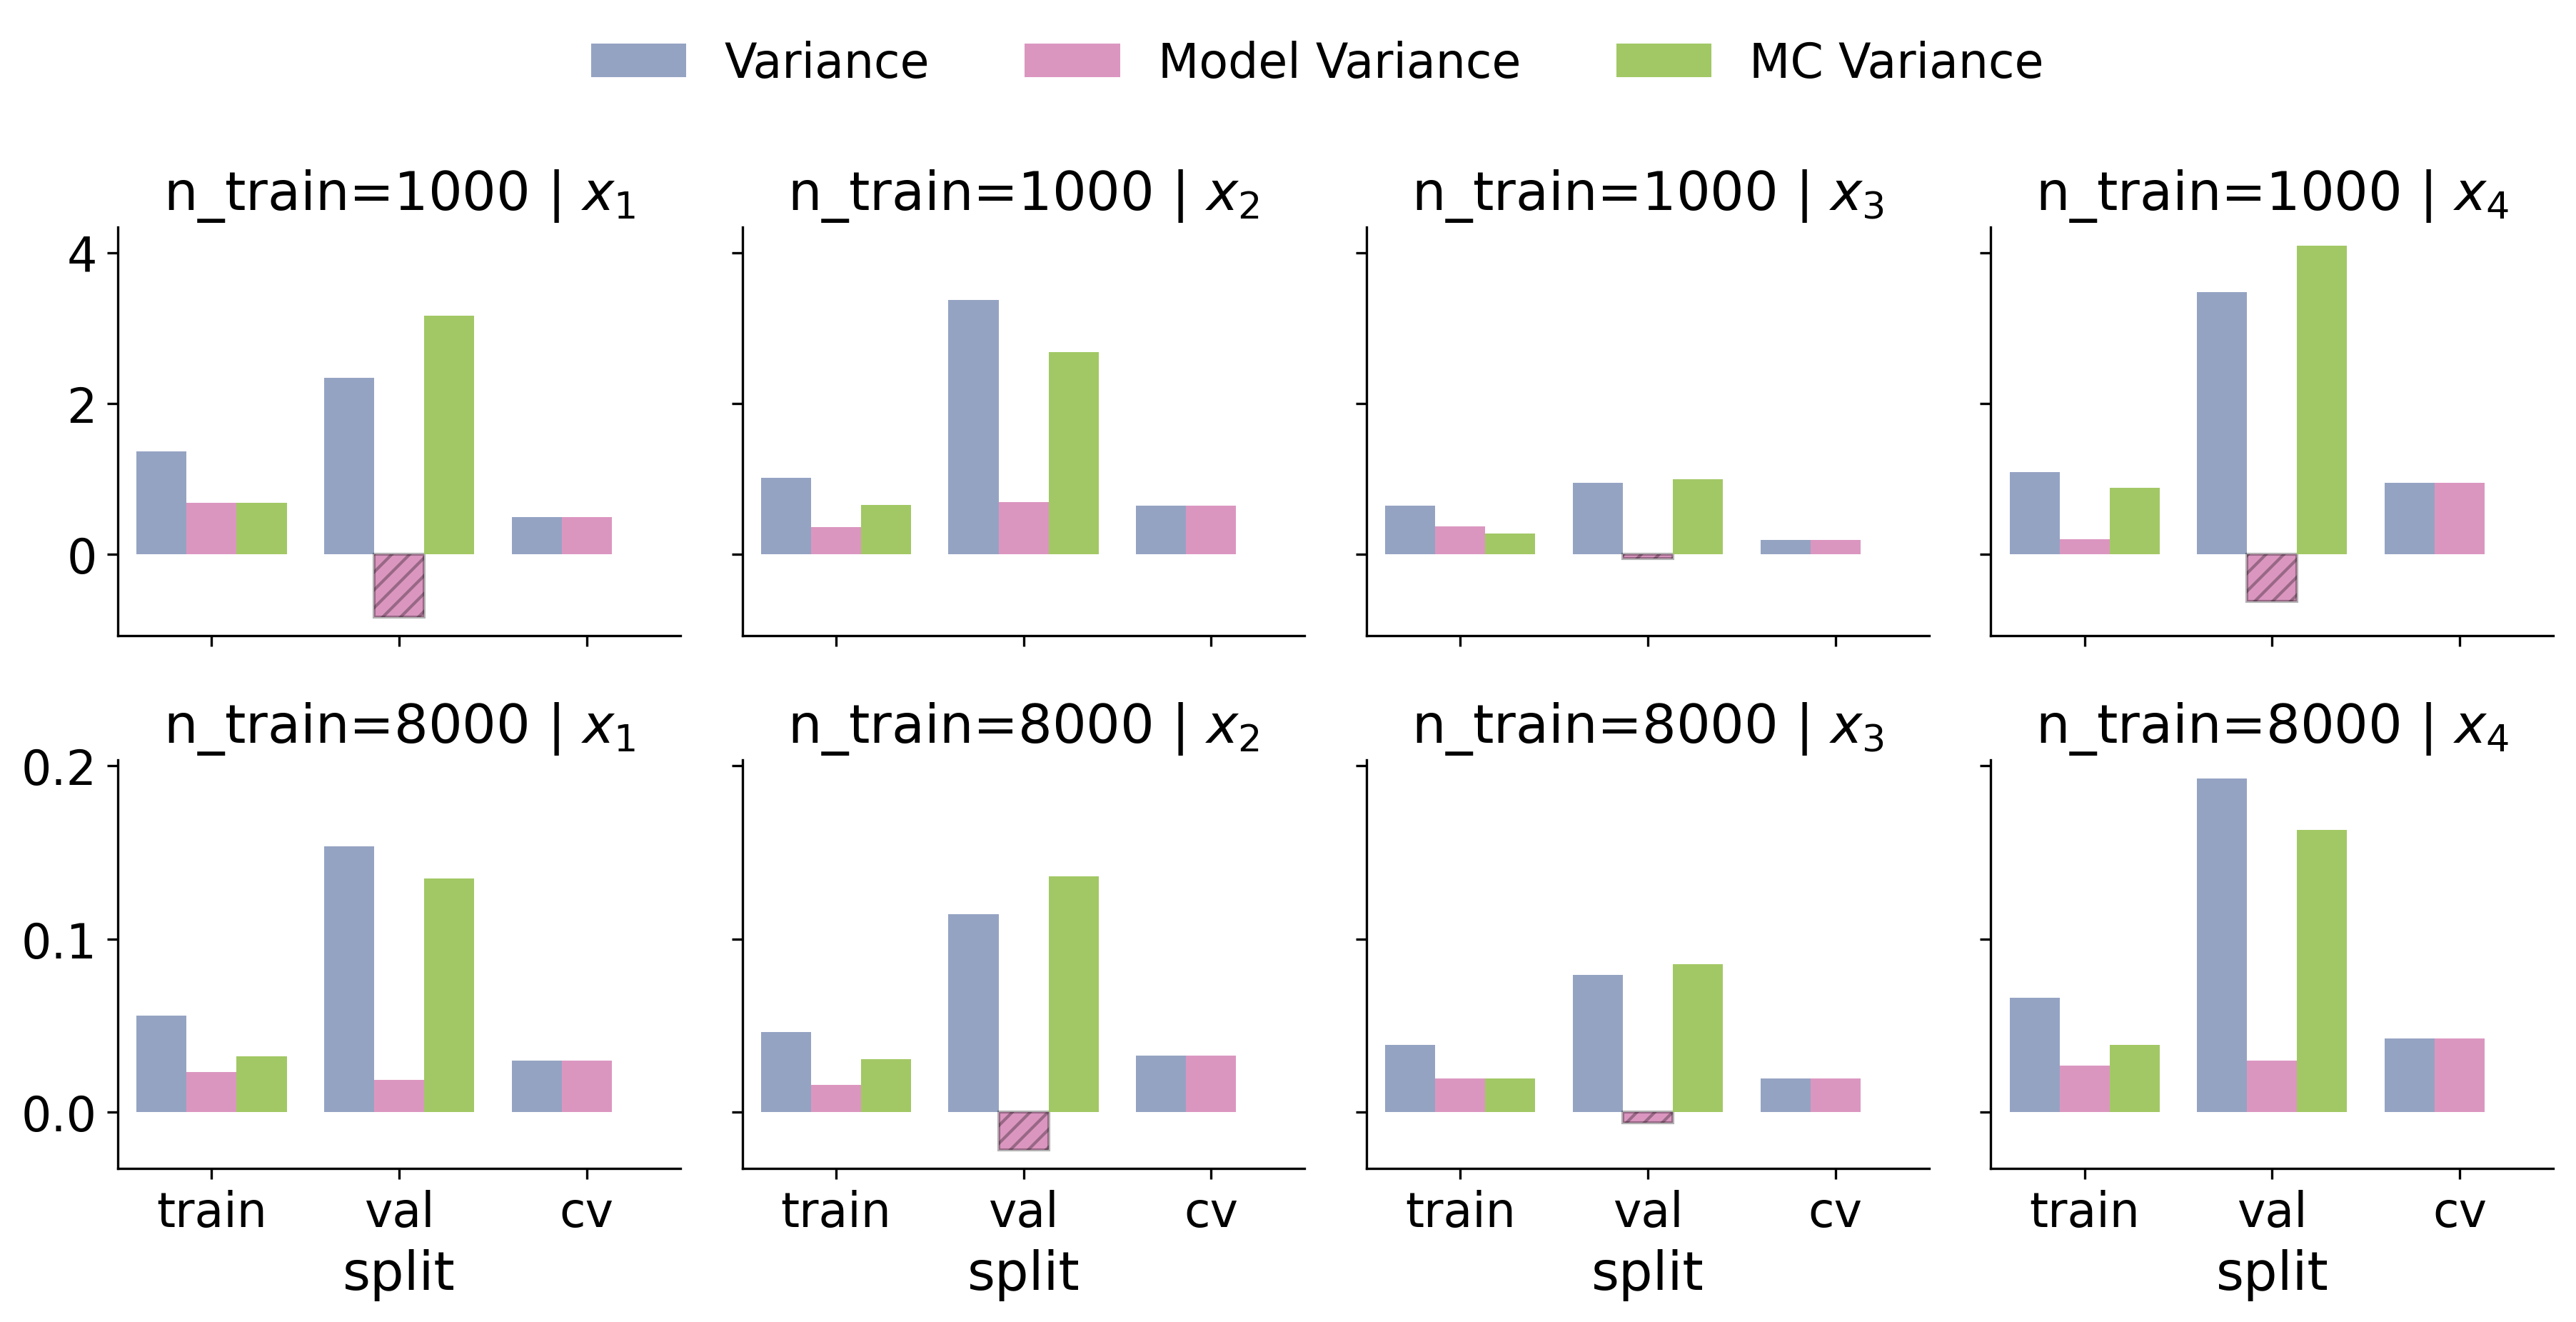 Variance Model Variance MC Variance
n_train=1000 | x₁ n_train=1000 | x₂ n_train=1000 | x₃ n_train=1000 | x₄
4
2
0
n_train=8000 | x₁ n_train=8000 | x₂ n_train=8000 | x₃ n_train=8000 | x₄
0.2
0.1
0.0
train val cv train val cv train val cv train val cv
split split split split